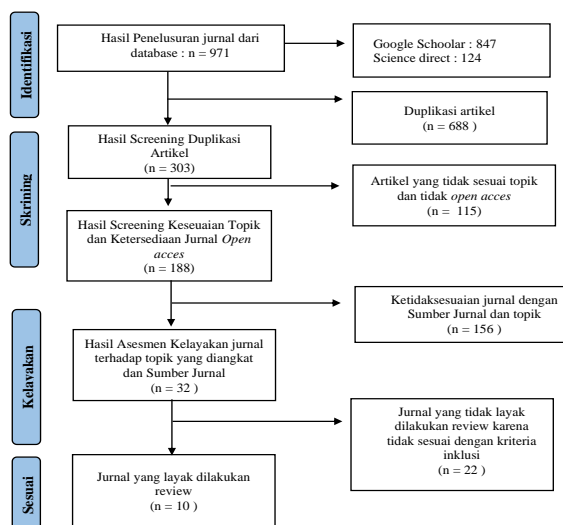 Identifikasi
Hasil Penelusuran jurnal dari
database : n = 971
Google Schoolar : 847
Science direct : 124
Duplikasi artikel
(n = 688 )
Skrining
Hasil Screening Duplikasi
Artikel
(n = 303)
Artikel yang tidak sesuai topik
dan tidak open acces
(n = 115)
Hasil Screening Keseuaian Topik
dan Ketersediaan Jurnal Open
acces
(n = 188)
Ketidaksesuaian jurnal dengan
Sumber Jurnal dan topik
(n = 156 )
Kelavakan
Hasil Asesmen Kelayakan jurnal
terhadap topik yang diangkat
dan Sumber Jurnal
(n = 32 )
Jurnal yang tidak layak
dilakukan review karena
tidak sesuai dengan kriteria
inklusi
(n = 22 )
Sesuai
Jurnal yang layak dilakukan
review
(n = 10 )